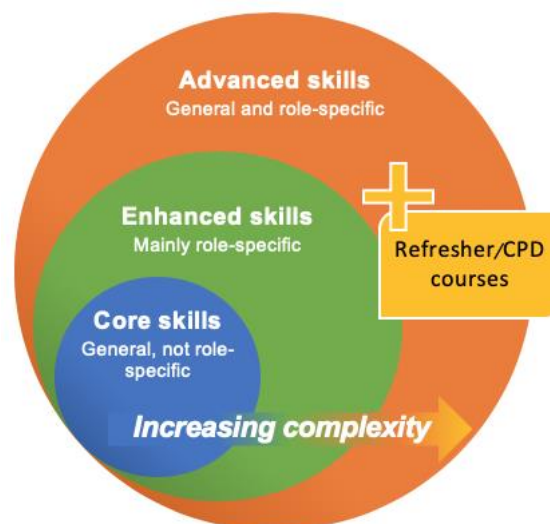 Advanced skills
General and role-specific
Enhanced skills
Mainly role-specific
Refresher/CPD
courses
Core skills
General, not role-
specific
Increasing complexity